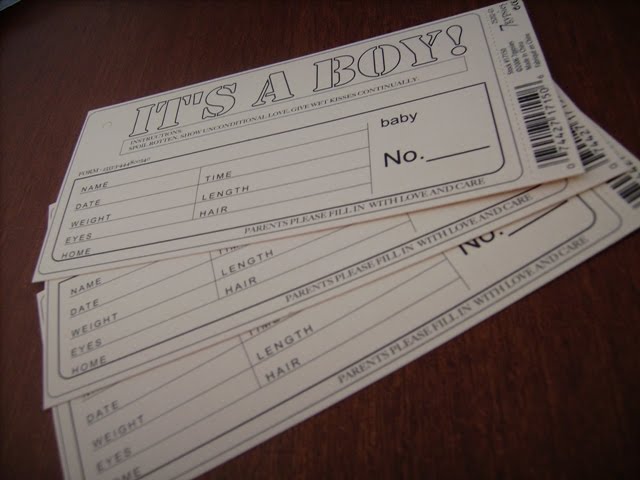 IT'S A BOY!
INSTRUCTIONS:
SPOIL ROTTEN. SHOW UNCONDITIONAL LOVE. GIVE WET KISSES CONTINUALLY.
NAME
TIME
DATE
LENGTH
WEIGHT
HAIR
EYES
HOME
baby
No.
PARENTS PLEASE FILL IN WITH LOVE AND CARE
NAME
DATE
LENGTH
WEIGHT
HAIR
EYES
HOME
PARENTS PLEASE FILL IN WITH LOVE AND CARE
No.
TIME
DATE
LENGTH
WEIGHT
HAIR
EYES
PARENTS PLEASE FILL IN WITH LOVE AND CARE